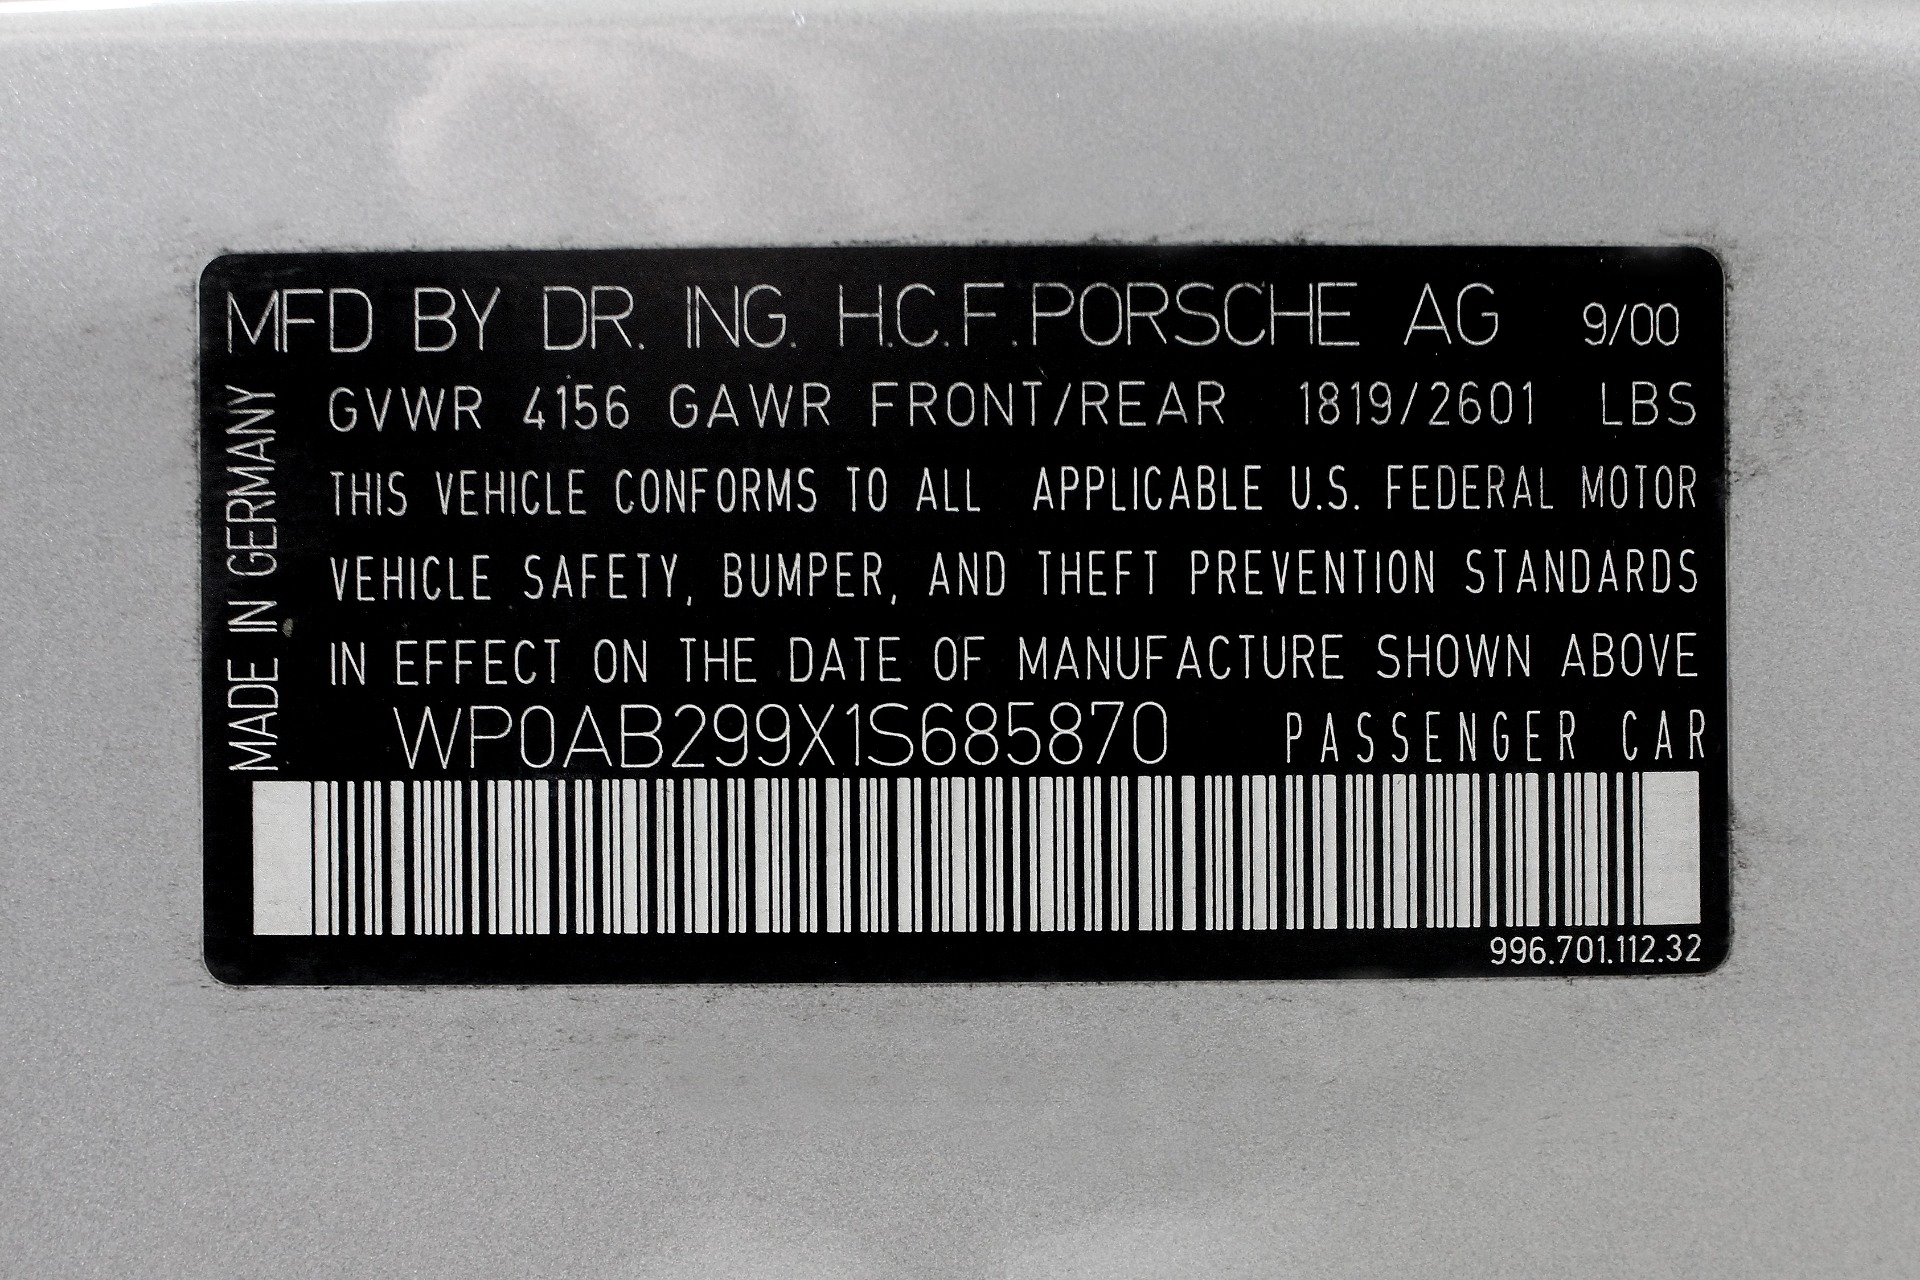 MFD BY DR. ING. H.C.F.PORSCHE AG 9/00
GVWR 4156 GAWR FRONT/REAR 1819/2601 LBS
THIS VEHICLE CONFORMS TO ALL APPLICABLE U.S. FEDERAL MOTOR
VEHICLE SAFETY, BUMPER, AND THEFT PREVENTION STANDARDS
IN EFFECT ON THE DATE OF MANUFACTURE SHOWN ABOVE
WP0AB299X1S685870 PASSENGER CAR
996.701.112.32
MADE IN GERMANY